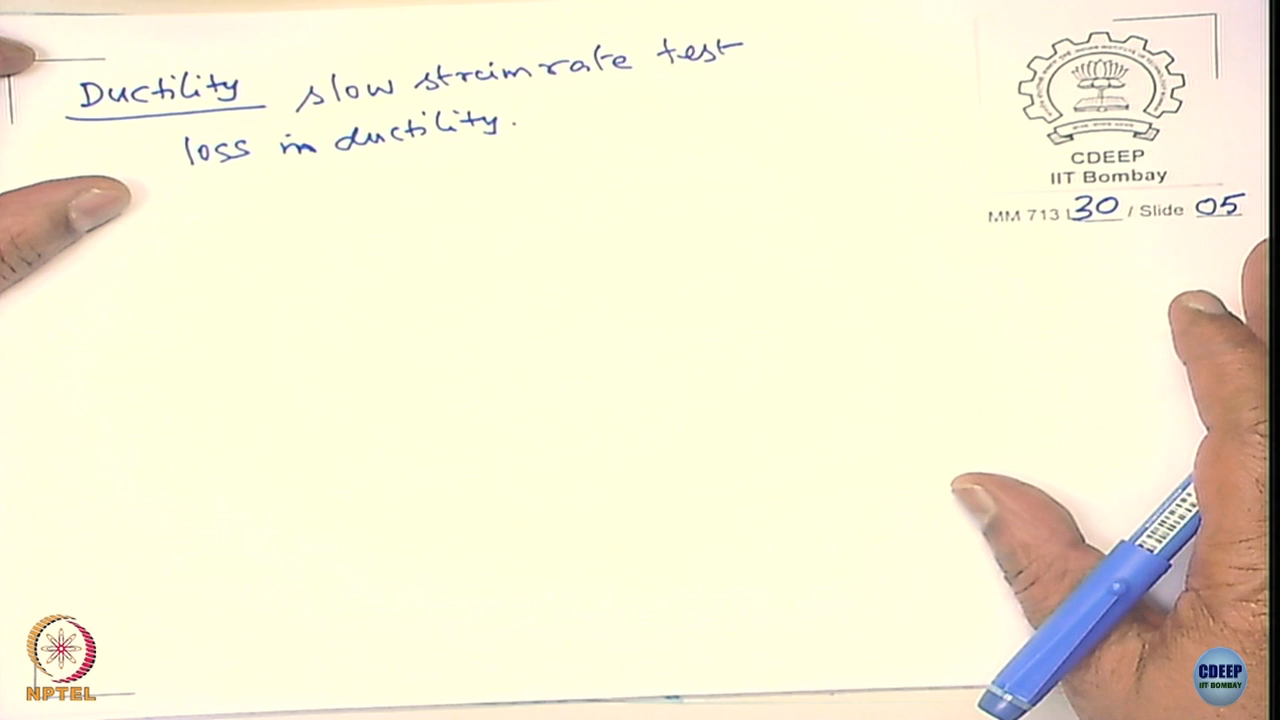 Ductility slow strain rate test
loss in ductility.
CDEEP
IIT Bombay
MM 713 L30 / Slide 05
NPTEL
CDEEP
IIT BOMBAY